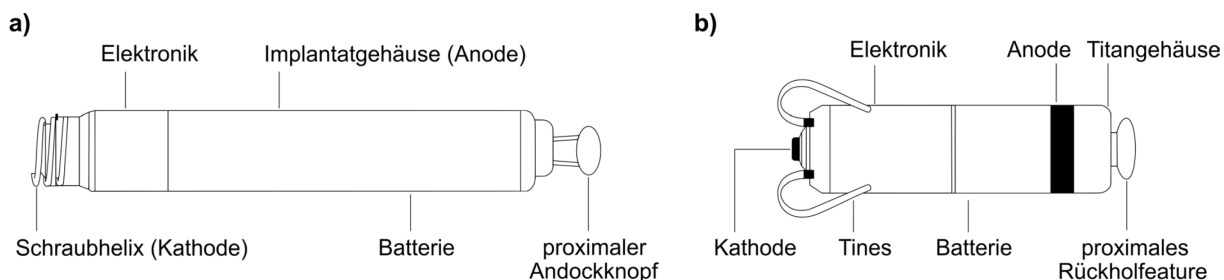 a)
Elektronik
Implantatgehäuse (Anode)
Schraubhelix (Kathode)
Batterie
proximaler
Andockknopf
b)
Elektronik
Anode
Titangehäuse
Kathode
Tines
Batterie
proximales
Rückholfeature